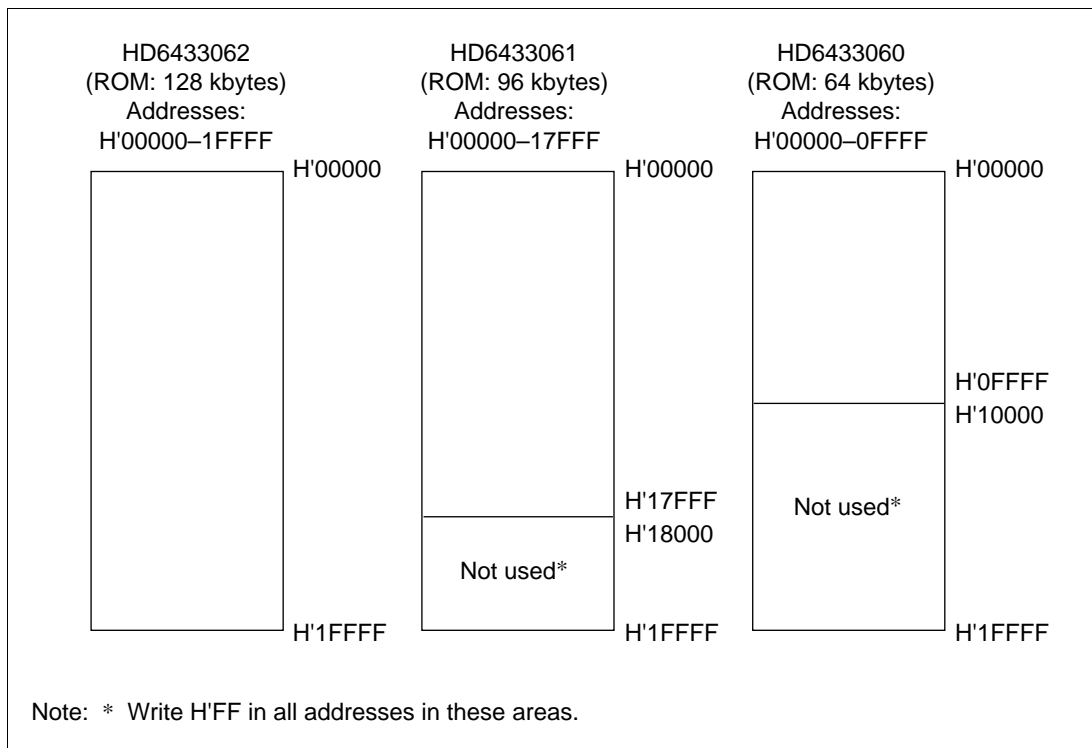 HD6433062
(ROM: 128 kbytes)
Addresses:
H'00000–1FFFF
H'00000
H'1FFFF
HD6433061
(ROM: 96 kbytes)
Addresses:
H'00000–17FFF
H'00000
H'17FFF
H'18000
Not used*
H'1FFFF
HD6433060
(ROM: 64 kbytes)
Addresses:
H'00000–0FFFF
H'00000
H'0FFFF
H'10000
Not used*
H'1FFFF
Note: * Write H'FF in all addresses in these areas.